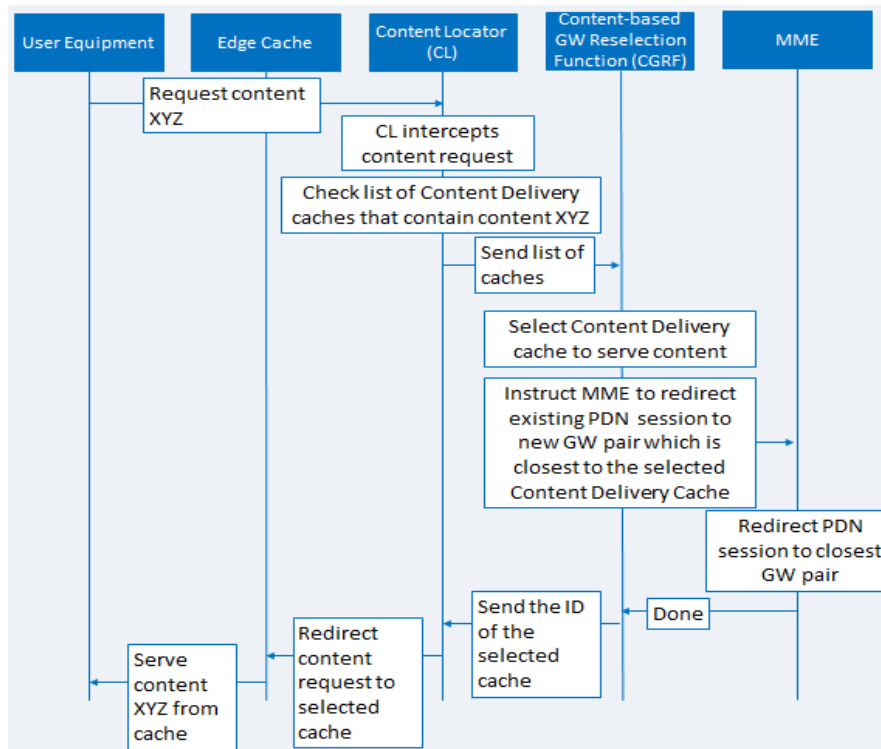 User Equipment
Edge Cache
Content Locator
(CL)
Content-based
GW Reselection
Function (CGRF)
MME
Request content
XYZ
CL intercepts
content request
Check list of Content Delivery
caches that contain content XYZ
Send list of
caches
Select Content Delivery
cache to serve content
Instruct MME to redirect
existing PDN session to
new GW pair which is
closest to the selected
Content Delivery Cache
Redirect PDN
session to closest
GW pair
Done
Send the ID
of the
selected
cache
Redirect
content
request to
selected
cache
Serve
content
XYZ from
cache